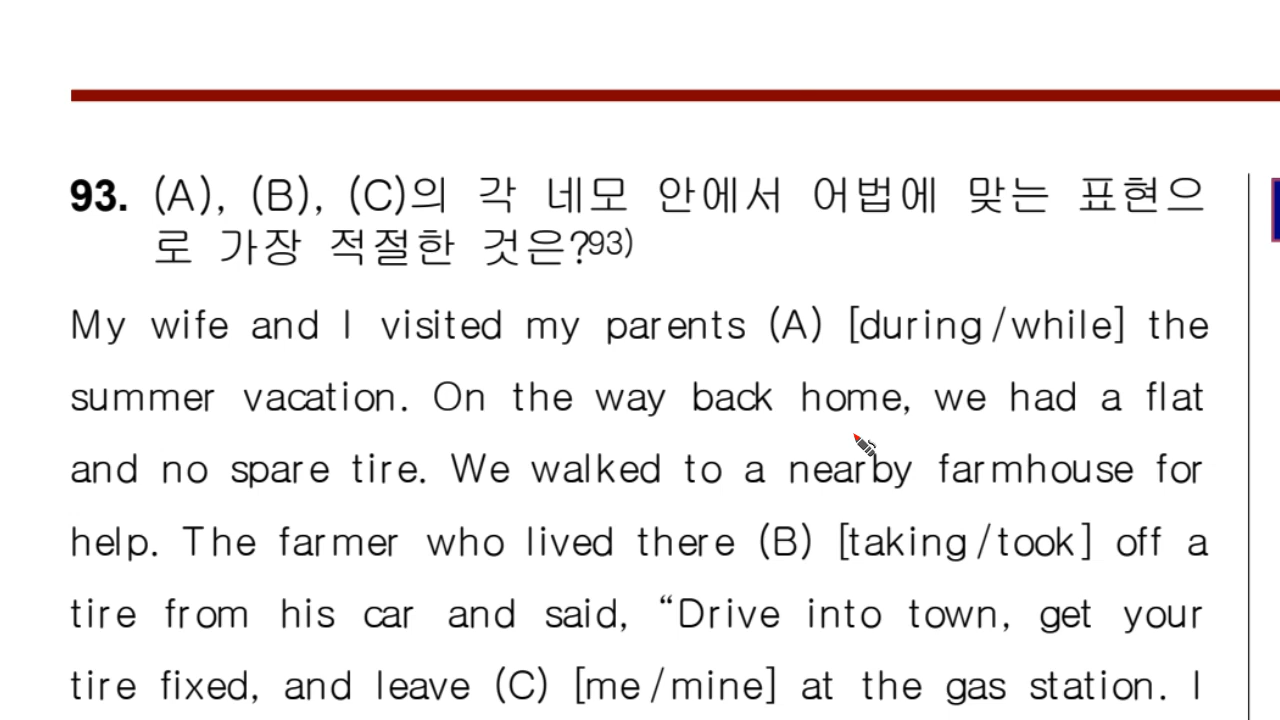 93. (A), (B), (C)의 각 네모 안에서 어법에 맞는 표현으
로 가장 적절한 것은?93)
My wife and I visited my parents (A) [during/while] the
summer vacation. On the way back home, we had a flat
and no spare tire. We walked to a nearby farmhouse for
help. The farmer who lived there (B) [taking/took] off a
tire from his car and said, “Drive into town, get your
tire fixed, and leave (C) [me/mine] at the gas station. I